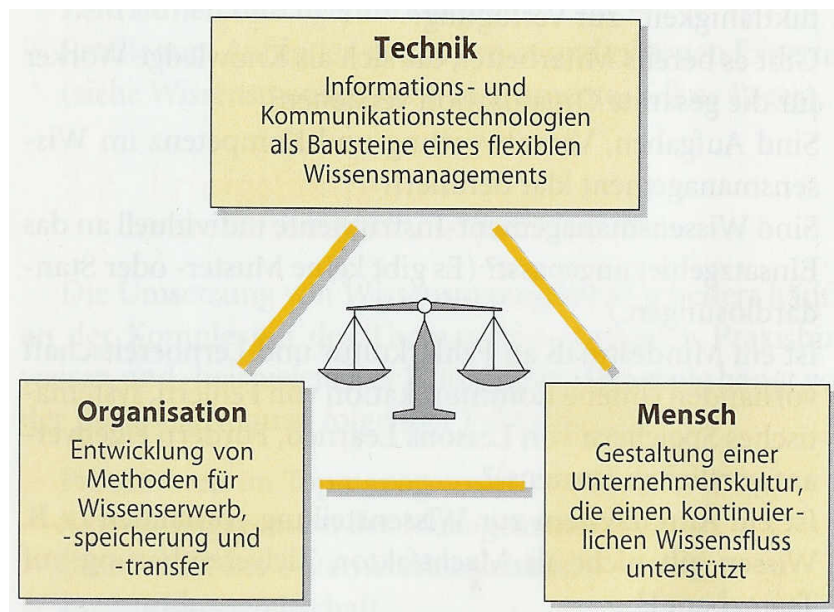 Technik
Informations- und
Kommunikationstechnologien
als Bausteine eines flexiblen
Wissensmanagements
Organisation
Entwicklung von
Methoden für
Wissenserwerb,
-speicherung und
-transfer
Mensch
Gestaltung einer
Unternehmenskultur,
die einen kontinuier-
lichen Wissensfluss
unterstützt